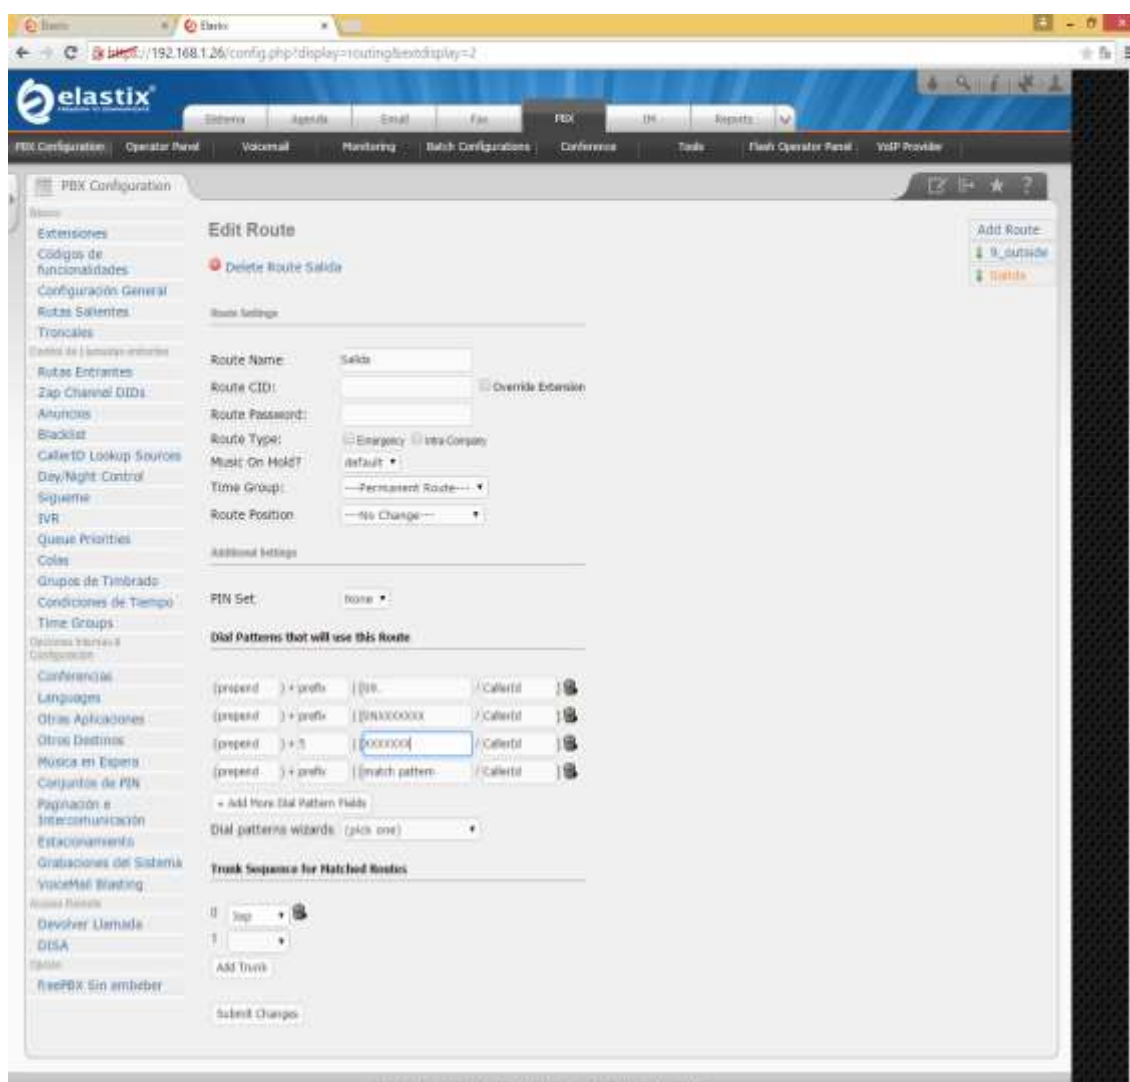 Elastix
Elastix
https://192.168.1.26/config.php?display=routing&extdisplay=2
elastix
Sistema Agenda Email Fax PBX IM Reports
PBX Configuration Operator Panel Voicemail Monitoring Batch Configurations Conference Tools Flash Operator Panel VoIP Provider
PBX Configuration
Extensiones
Códigos de
funcionalidades
Configuración General
Rutas Salientes
Troncales
Rutas Entrantes
Zap Channel DIDs
Anuncios
Blacklist
CallerID Lookup Sources
Day/Night Control
Sígueme
IVR
Queue Priorities
Colas
Grupos de Timbrado
Condiciones de Tiempo
Time Groups
Conferencias
Languages
Otras Aplicaciones
Otros Destinos
Música en Espera
Conjuntos de PIN
Paginación e
Intercomunicación
Estacionamiento
Grabaciones del Sistema
VoiceMail Blasting
Devolver Llamada
DISA
freePBX Sin embeber
Edit Route
Delete Route Salida
Route Settings
Route Name: Salida
Route CID: Override Extension
Route Password:
Route Type: Emergency Intra-Company
Music On Hold? default
Time Group: ---Permanent Route---
Route Position ---No Change---
Additional Settings
PIN Set None
Dial Patterns that will use this Route
(prepend ) + prefix | [ / CallerId ]
(prepend ) + prefix | [9NXXXXXXX / CallerId ]
(prepend ) + | [XXXXXXX / CallerId ]
(prepend ) + prefix | [match pattern / CallerId ]
+ Add More Dial Pattern Fields
Dial patterns wizards (pick one)
Trunk Sequence for Matched Routes
0
1
Add Trunk
Submit Changes
Add Route
9_outside
Salida